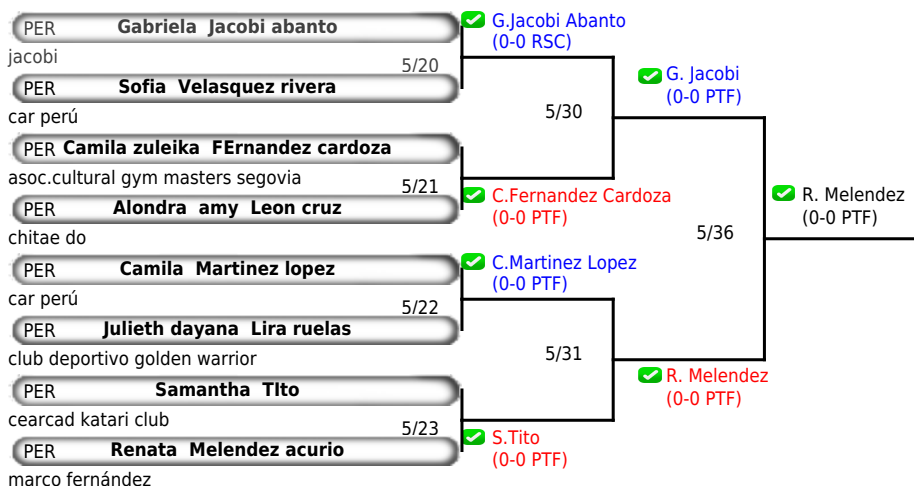 PER Gabriela Jacobi abanto
jacobi
5/20
PER Sofia Velasquez rivera
car perú
PER Camila zuleika FErnandez cardoza
asoc.cultural gym masters segovia
5/21
PER Alondra amy Leon cruz
chitae do
PER Camila Martinez lopez
car perú
5/22
PER Julieth dayana Lira ruelas
club deportivo golden warrior
PER Samantha TIto
cearcad katari club
5/23
PER Renata Melendez acurio
marco fernández
G.Jacobi Abanto
(0-0 RSC)
5/30
C.Fernandez Cardoza
(0-0 PTF)
C.Martinez Lopez
(0-0 PTF)
5/31
S.Tito
(0-0 PTF)
G. Jacobi
(0-0 PTF)
5/36
R. Melendez
(0-0 PTF)
R. Melendez
(0-0 PTF)